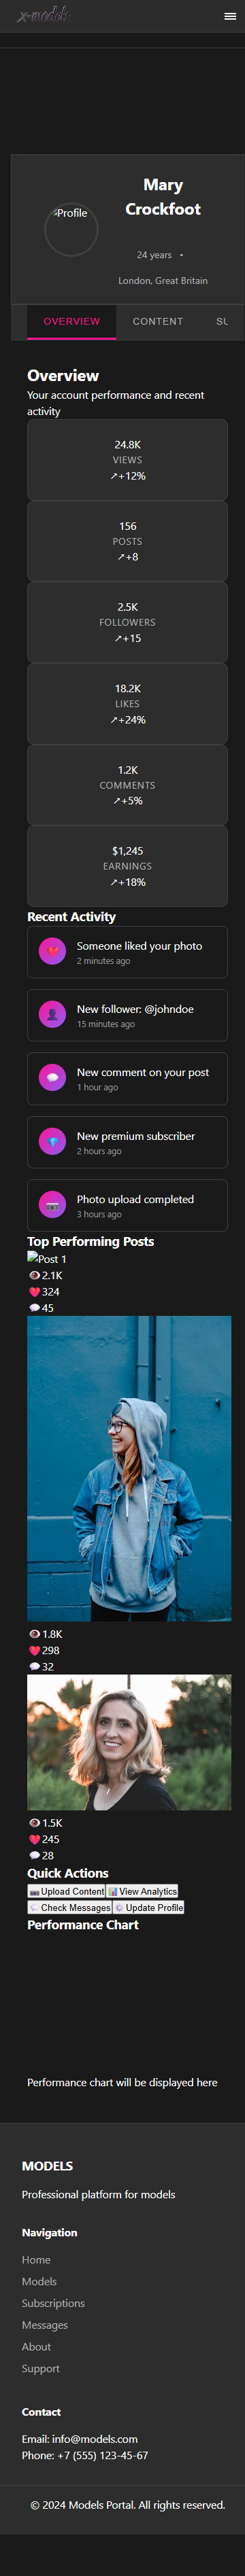 x-models
Profile
Mary
Crockfoot
24 years •
London, Great Britain
OVERVIEW CONTENT SU
Overview
Your account performance and recent
activity
24.8K
VIEWS
↗+12%
156
POSTS
↗+8
2.5K
FOLLOWERS
↗+15
18.2K
LIKES
↗+24%
1.2K
COMMENTS
↗+5%
$1,245
EARNINGS
↗+18%
Recent Activity
Someone liked your photo
2 minutes ago
New follower: @johndoe
15 minutes ago
New comment on your post
1 hour ago
New premium subscriber
2 hours ago
Photo upload completed
3 hours ago
Top Performing Posts
Post 1
2.1K
324
45
1.8K
298
32
1.5K
245
28
Quick Actions
Upload Content View Analytics
Check Messages Update Profile
Performance Chart
Performance chart will be displayed here
MODELS
Professional platform for models
Navigation
Home
Models
Subscriptions
Messages
About
Support
Contact
Email: info@models.com
Phone: +7 (555) 123-45-67
© 2024 Models Portal. All rights reserved.